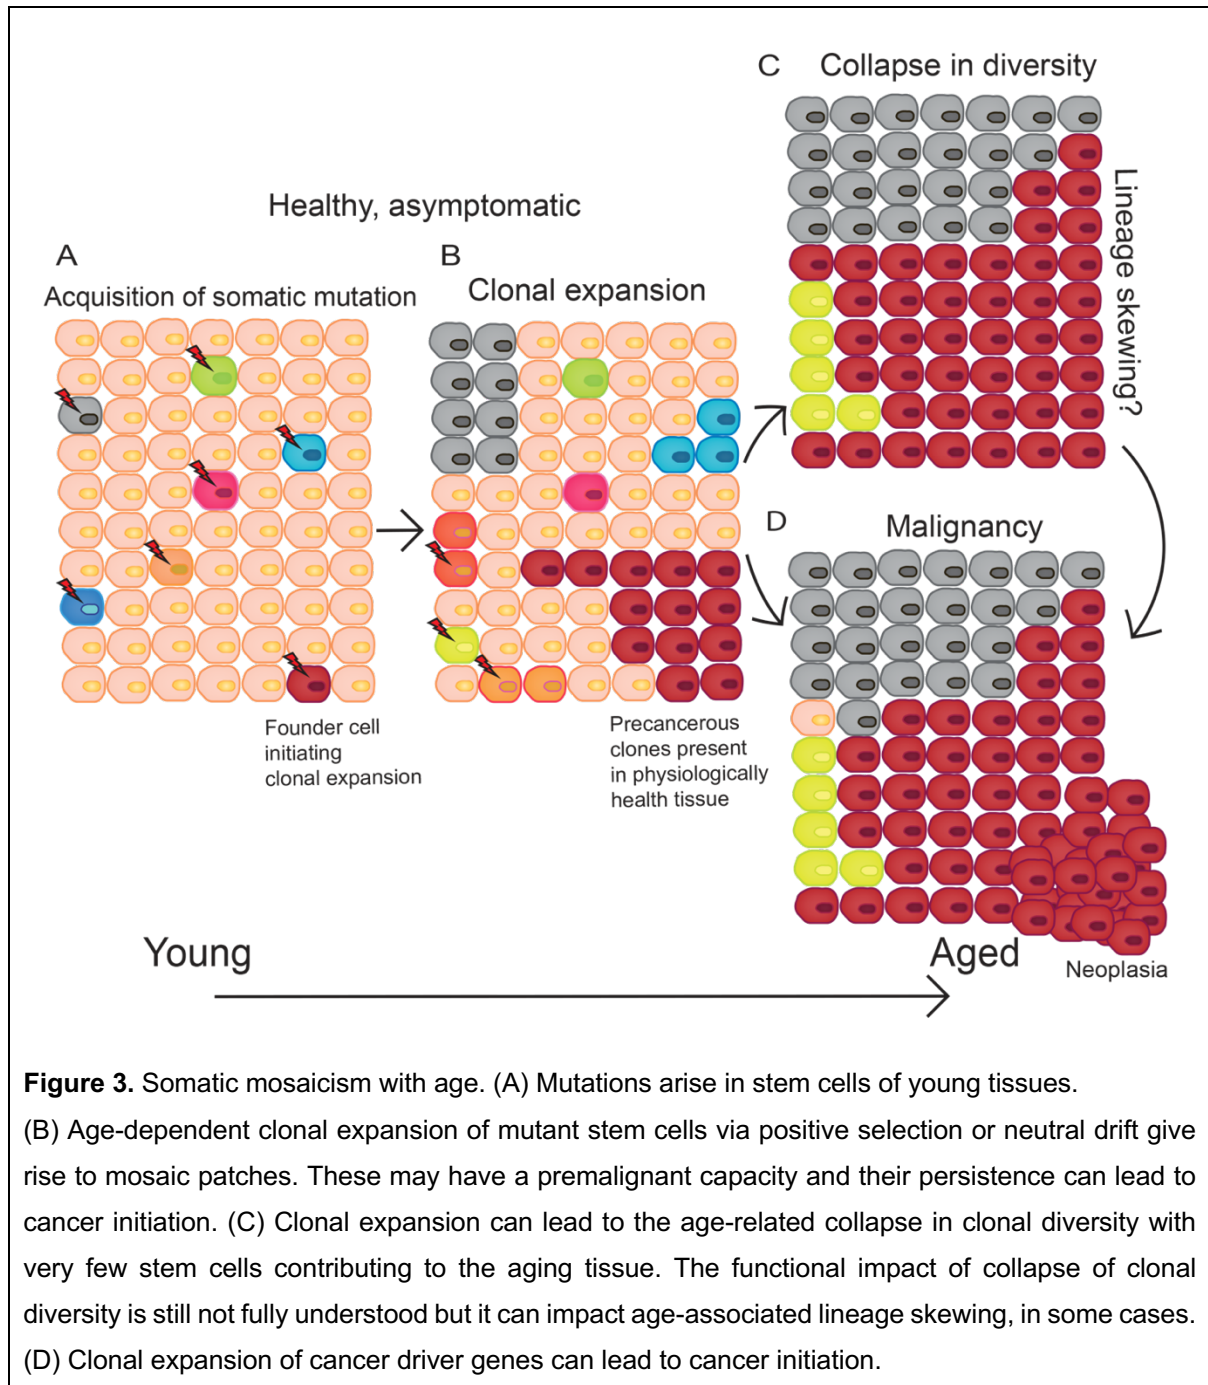 Healthy, asymptomatic
A
Acquisition of somatic mutation
Founder cell
initiating
clonal expansion
B
Clonal expansion
Precancerous
clones present
in physiologically
health tissue
C Collapse in diversity
Lineage skewing?
D
Malignancy
Neoplasia
Young
Aged
Figure 3. Somatic mosaicism with age. (A) Mutations arise in stem cells of young tissues.
(B) Age-dependent clonal expansion of mutant stem cells via positive selection or neutral drift give
rise to mosaic patches. These may have a premalignant capacity and their persistence can lead to
cancer initiation. (C) Clonal expansion can lead to the age-related collapse in clonal diversity with
very few stem cells contributing to the aging tissue. The functional impact of collapse of clonal
diversity is still not fully understood but it can impact age-associated lineage skewing, in some cases.
(D) Clonal expansion of cancer driver genes can lead to cancer initiation.